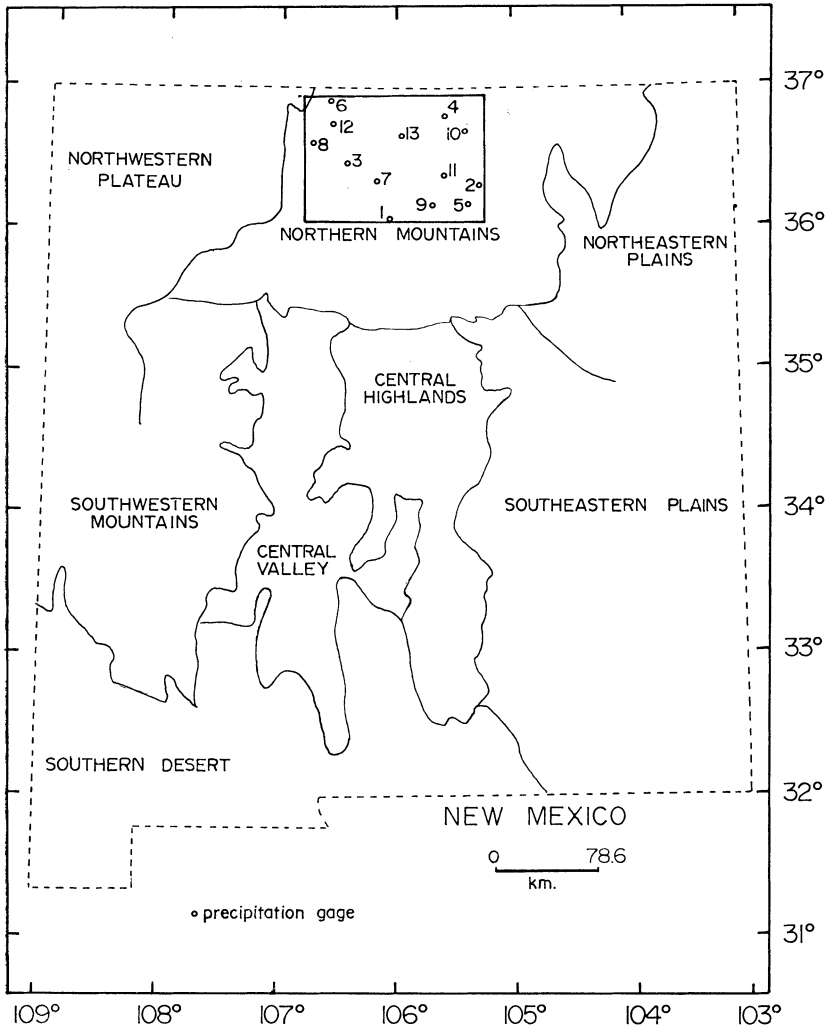 37°
6
4
12
13
10
8
3
11
7
2
1
9
5
NORTHWESTERN
PLATEAU
36°
NORTHERN MOUNTAINS
NORTHEASTERN
PLAINS
35°
CENTRAL
HIGHLANDS
34°
SOUTHWESTERN
MOUNTAINS
SOUTHEASTERN PLAINS
CENTRAL
VALLEY
33°
SOUTHERN DESERT
32°
NEW MEXICO
0 78.6
km.
precipitation gage
31°
109° 108° 107° 106° 105° 104° 103°